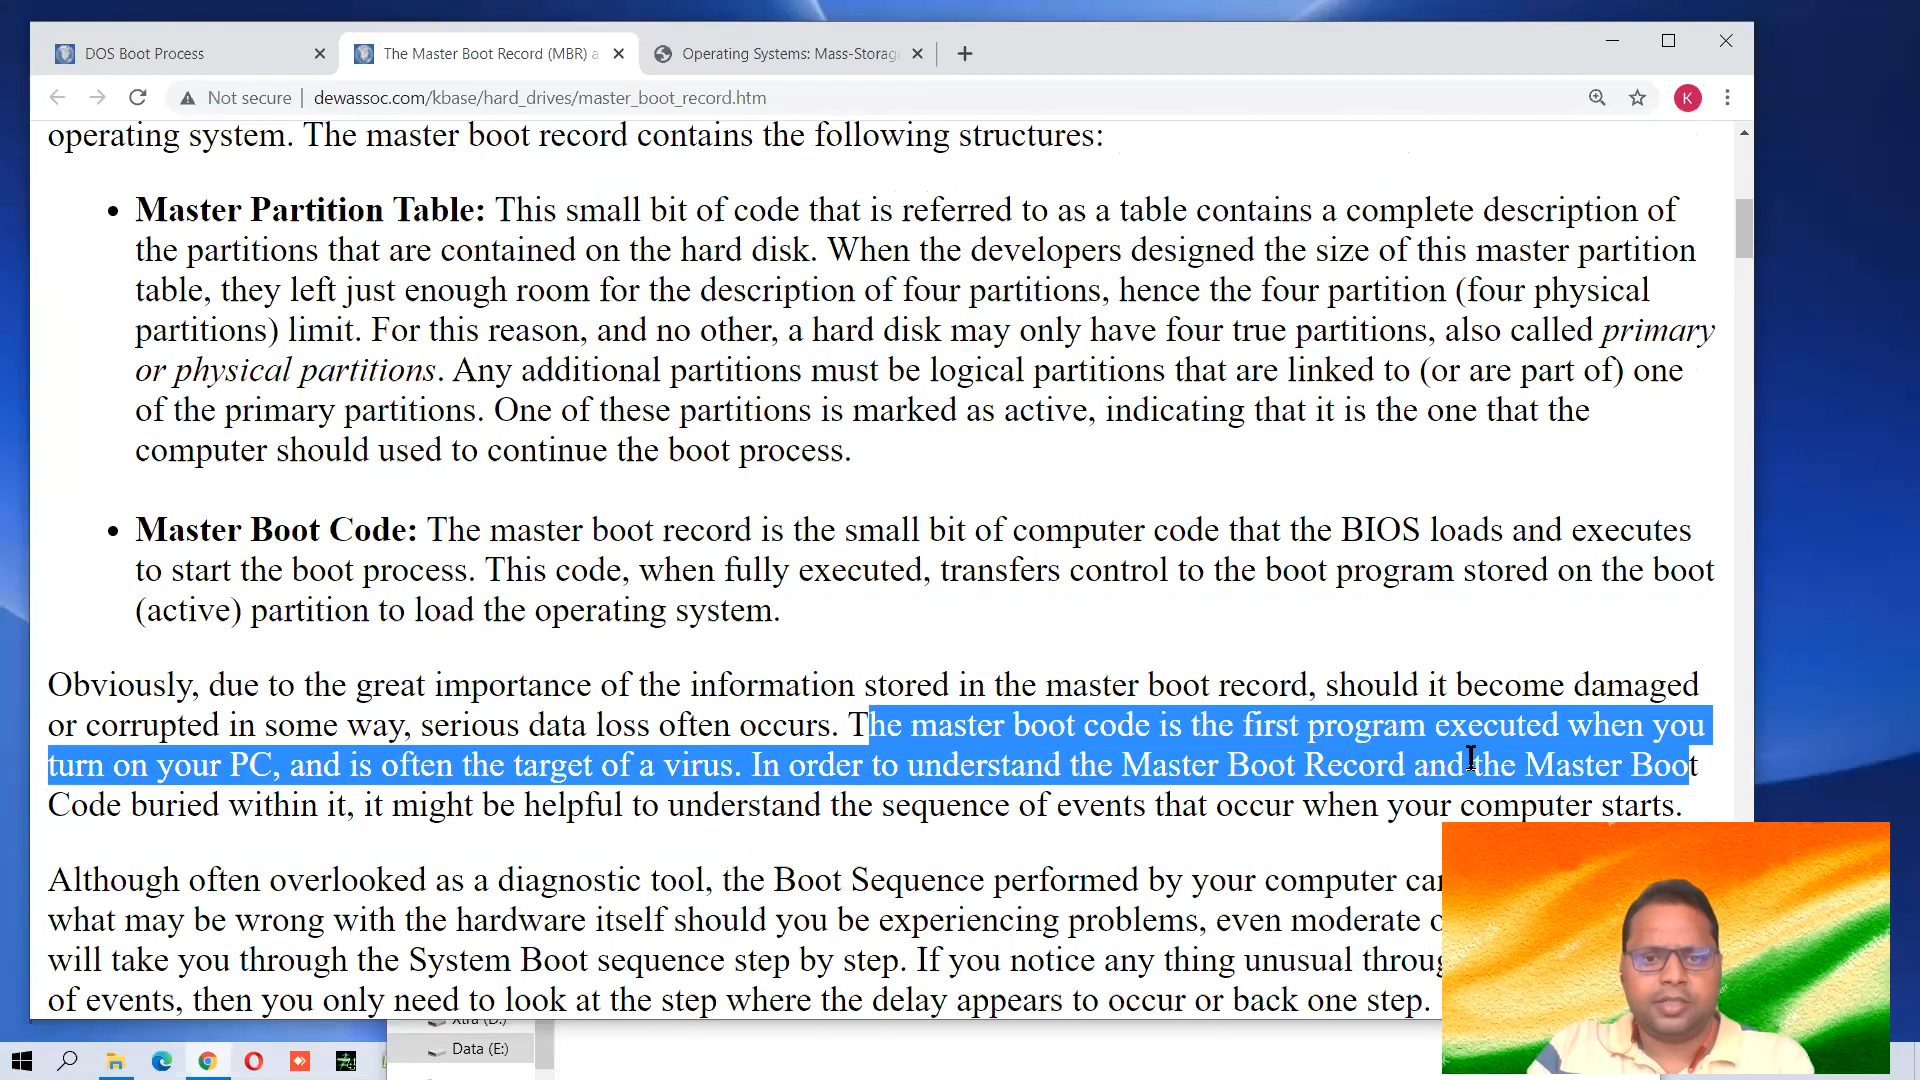 DOS Boot Process
The Master Boot Record (MBR) a
Operating Systems: Mass-Storag
Not secure
dewassoc.com/kbase/hard_drives/master_boot_record.htm
K
operating system. The master boot record contains the following structures:
• Master Partition Table: This small bit of code that is referred to as a table contains a complete description of
the partitions that are contained on the hard disk. When the developers designed the size of this master partition
table, they left just enough room for the description of four partitions, hence the four partition (four physical
partitions) limit. For this reason, and no other, a hard disk may only have four true partitions, also called primary
or physical partitions. Any additional partitions must be logical partitions that are linked to (or are part of) one
of the primary partitions. One of these partitions is marked as active, indicating that it is the one that the
computer should used to continue the boot process.
• Master Boot Code: The master boot record is the small bit of computer code that the BIOS loads and executes
to start the boot process. This code, when fully executed, transfers control to the boot program stored on the boot
(active) partition to load the operating system.
Obviously, due to the great importance of the information stored in the master boot record, should it become damaged
or corrupted in some way, serious data loss often occurs. The master boot code is the first program executed when you
turn on your PC, and is often the target of a virus. In order to understand the Master Boot Record and the Master Boot
Code buried within it, it might be helpful to understand the sequence of events that occur when your computer starts.
Although often overlooked as a diagnostic tool, the Boot Sequence performed by your computer can
what may be wrong with the hardware itself should you be experiencing problems, even moderate o
will take you through the System Boot sequence step by step. If you notice any thing unusual throug
of events, then you only need to look at the step where the delay appears to occur or back one step.
Xtra (D:)
Data (E:)